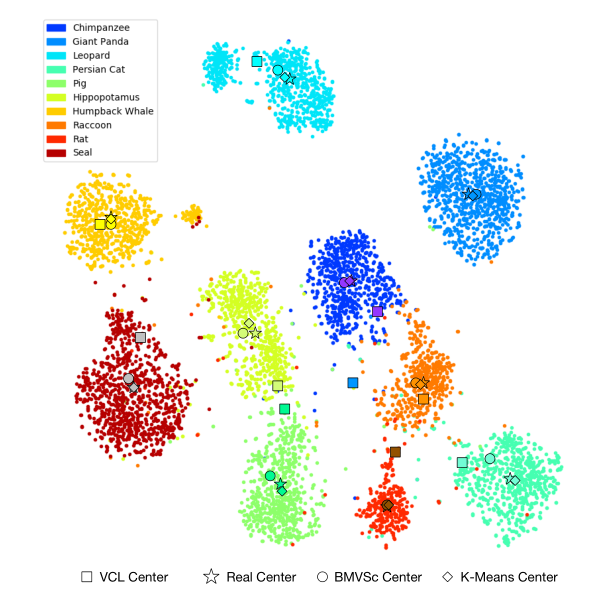 Chimpanzee
Giant Panda
Leopard
Persian Cat
Pig
Hippopotamus
Humpback Whale
Raccoon
Rat
Seal
VCL Center Real Center BMVSc Center K-Means Center